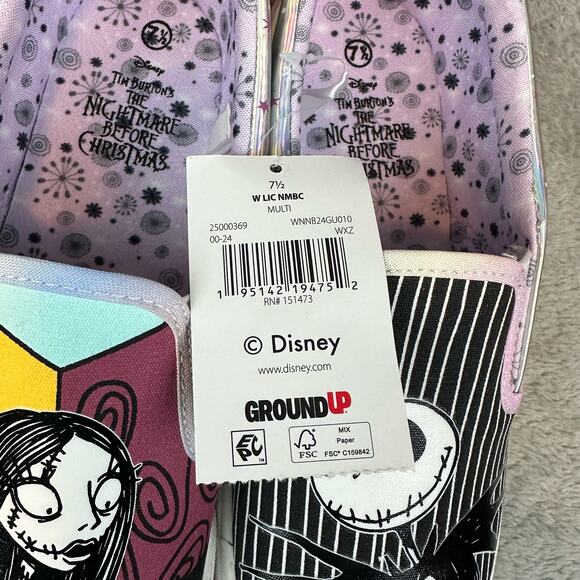 7½
Disney
TIM BURTON'S
THE
NIGHTMARE
BEFORE
CHRISTMAS
7½
Disney
TIM BURTON'S
THE
NIGHTMARE
BEFORE
CHRISTMAS
7½
W LIC NMBC
MULTI
25000369 WNNB24GU010
00-24 WXZ
1 95142 19475 2
RN# 151473
© Disney
www.disney.com
GROUNDUP
EPC™
FSC
MIX
Paper
FSC® C159842